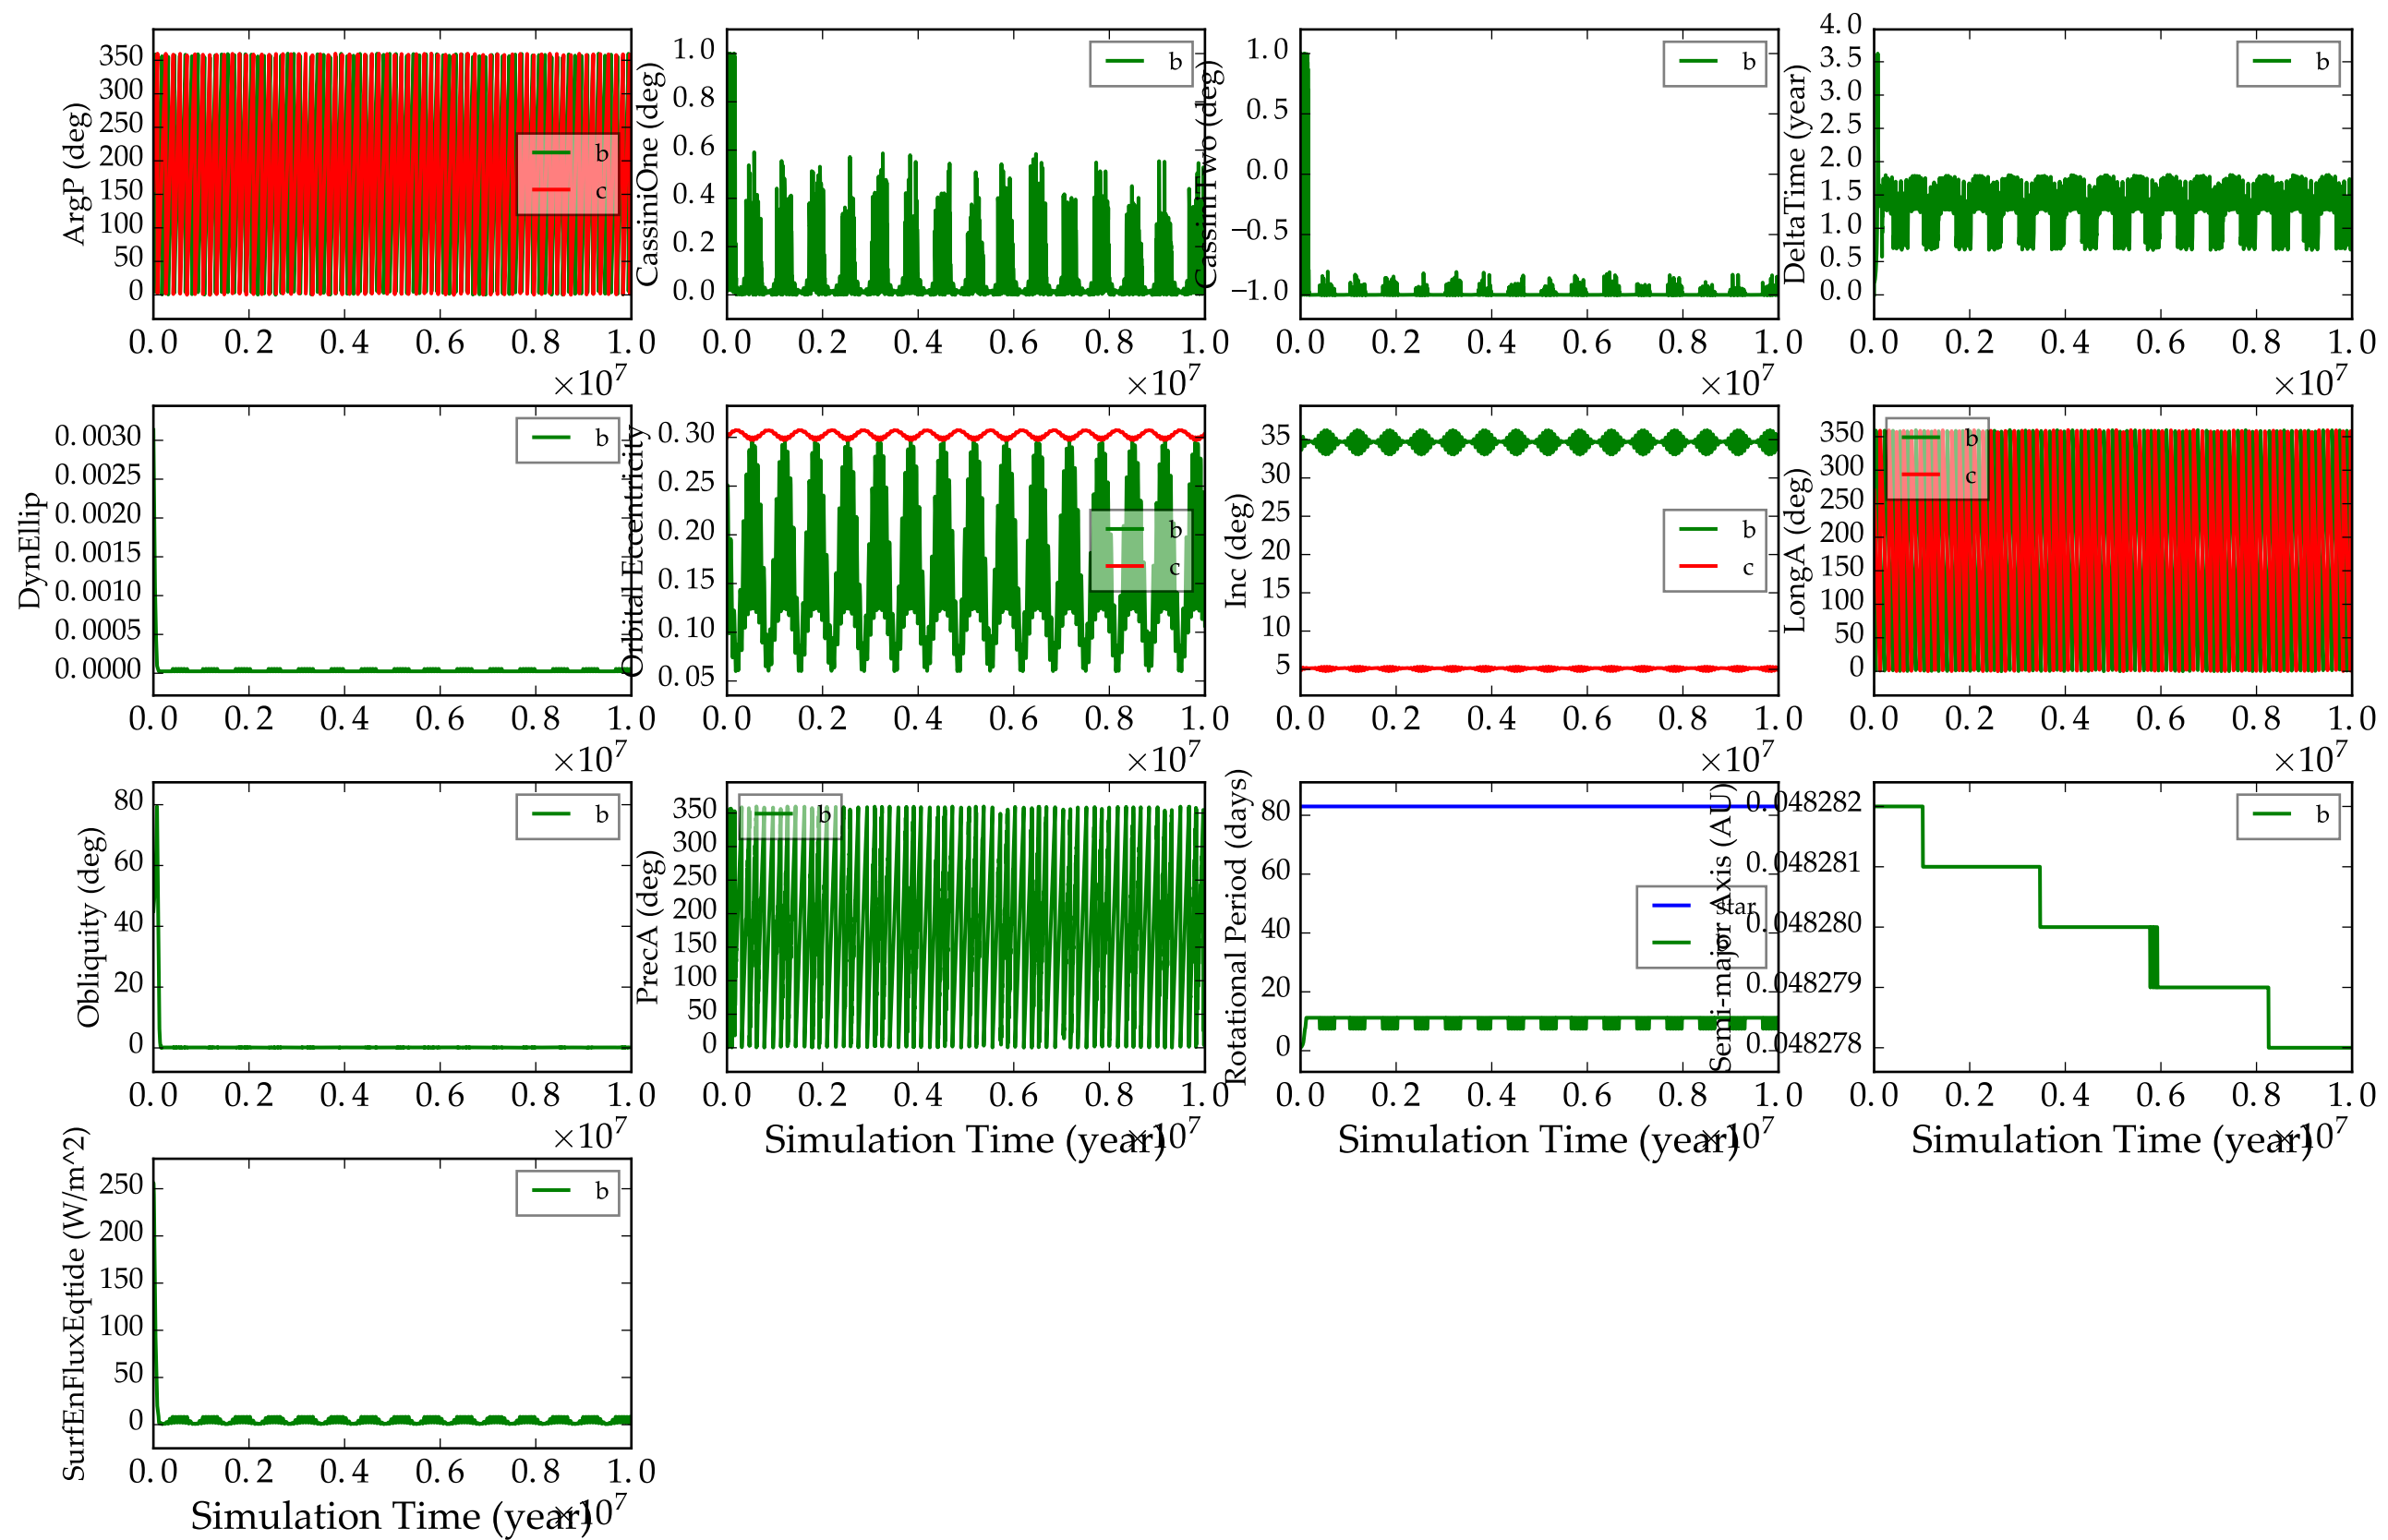 ArgP (deg)
350
300
250
200
150
100
50
0
b
c
0.0 0.2 0.4 0.6 0.8 1.0
×10^7
CassiniOne (deg)
1.0
0.8
0.6
0.4
0.2
0.0
b
0.0 0.2 0.4 0.6 0.8 1.0
×10^7
CassiniTwo (deg)
1.0
0.5
0.0
−0.5
−1.0
b
0.0 0.2 0.4 0.6 0.8 1.0
×10^7
DeltaTime (year)
4.0
3.5
3.0
2.5
2.0
1.5
1.0
0.5
0.0
b
0.0 0.2 0.4 0.6 0.8 1.0
×10^7
DynEllip
0.0030
0.0025
0.0020
0.0015
0.0010
0.0005
0.0000
b
0.0 0.2 0.4 0.6 0.8 1.0
×10^7
Orbital Eccentricity
0.30
0.25
0.20
0.15
0.10
0.05
b
c
0.0 0.2 0.4 0.6 0.8 1.0
×10^7
Inc (deg)
35
30
25
20
15
10
5
b
c
0.0 0.2 0.4 0.6 0.8 1.0
×10^7
LongA (deg)
350
300
250
200
150
100
50
0
b
c
0.0 0.2 0.4 0.6 0.8 1.0
×10^7
Obliquity (deg)
80
60
40
20
0
b
0.0 0.2 0.4 0.6 0.8 1.0
×10^7
PrecA (deg)
350
300
250
200
150
100
50
0
b
0.0 0.2 0.4 0.6 0.8 1.0
×10^7
Simulation Time (year)
Rotational Period (days)
80
60
40
20
0
star
b
0.0 0.2 0.4 0.6 0.8 1.0
×10^7
Simulation Time (year)
Semi-major Axis (AU)
0.048282
0.048281
0.048280
0.048279
0.048278
b
0.0 0.2 0.4 0.6 0.8 1.0
×10^7
Simulation Time (year)
SurfEnFluxEqtide (W/m^2)
250
200
150
100
50
0
b
0.0 0.2 0.4 0.6 0.8 1.0
×10^7
Simulation Time (year)